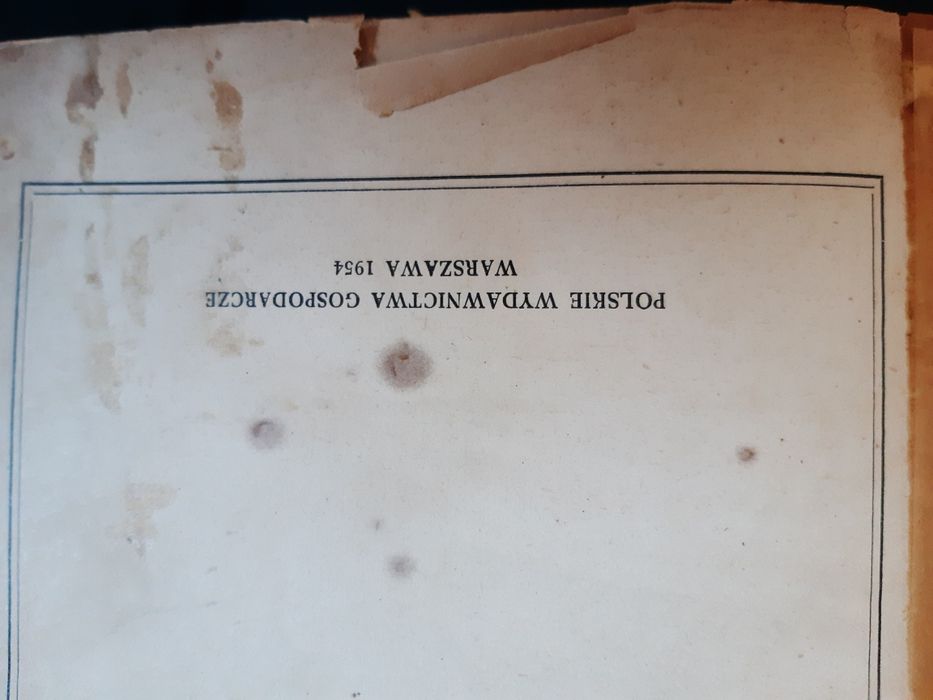 POLSKIE WYDAWNICTWA GOSPODARCZE
WARSZAWA 1954